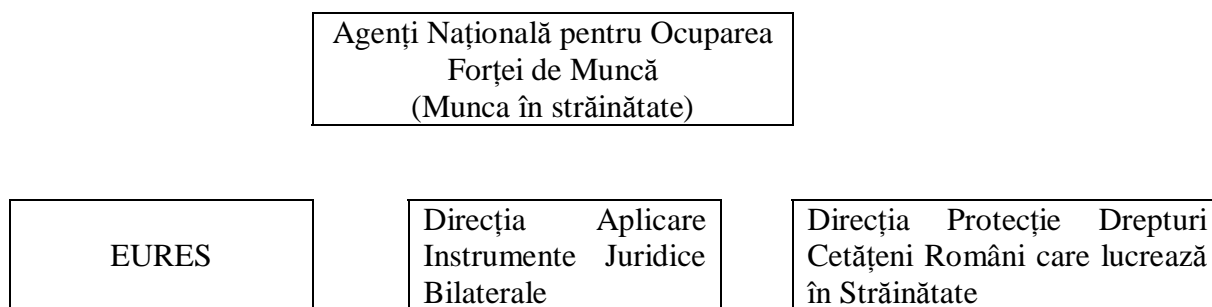 Agenți Națională pentru Ocuparea
Forței de Muncă
(Munca în străinătate)
EURES
Direcția Aplicare
Instrumente Juridice
Bilaterale
Direcția Protecție Drepturi
Cetățeni Români care lucrează
în Străinătate